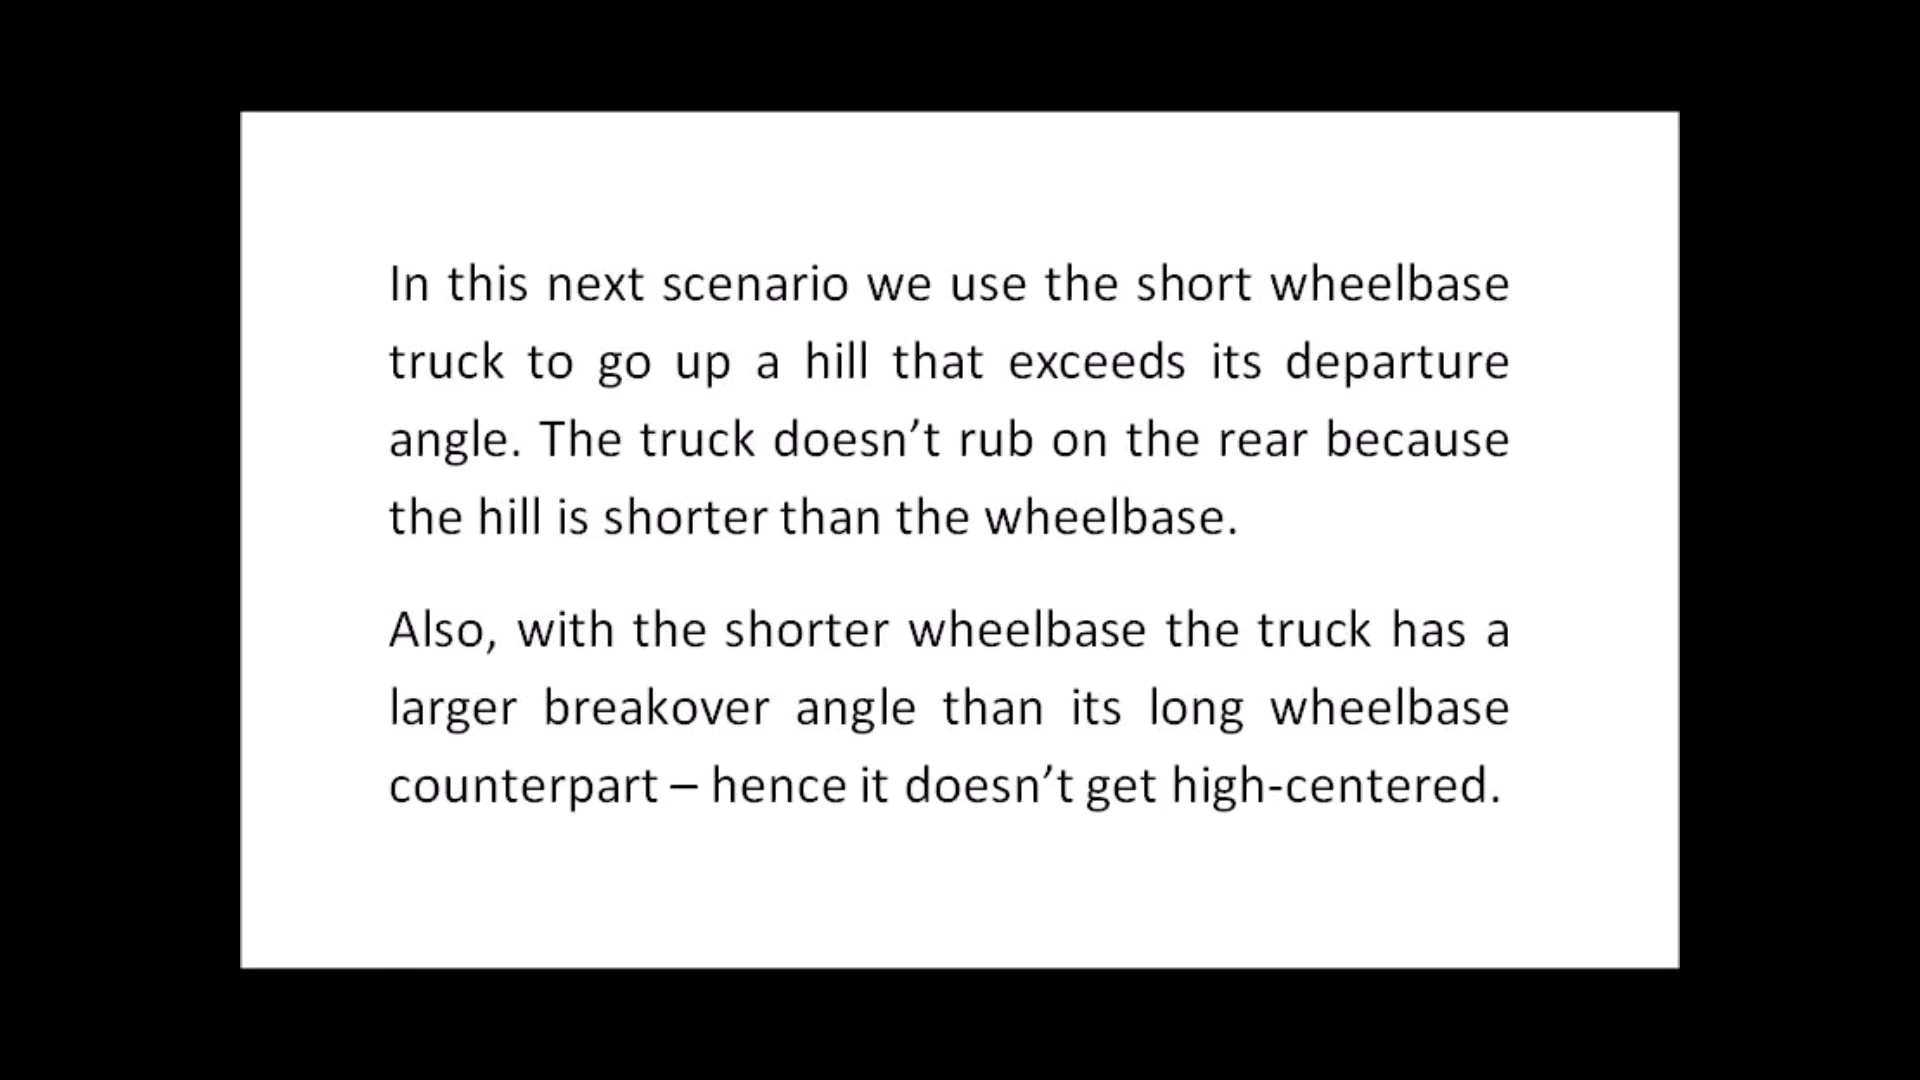 In this next scenario we use the short wheelbase
truck to go up a hill that exceeds its departure
angle. The truck doesn’t rub on the rear because
the hill is shorter than the wheelbase.
Also, with the shorter wheelbase the truck has a
larger breakover angle than its long wheelbase
counterpart – hence it doesn’t get high-centered.